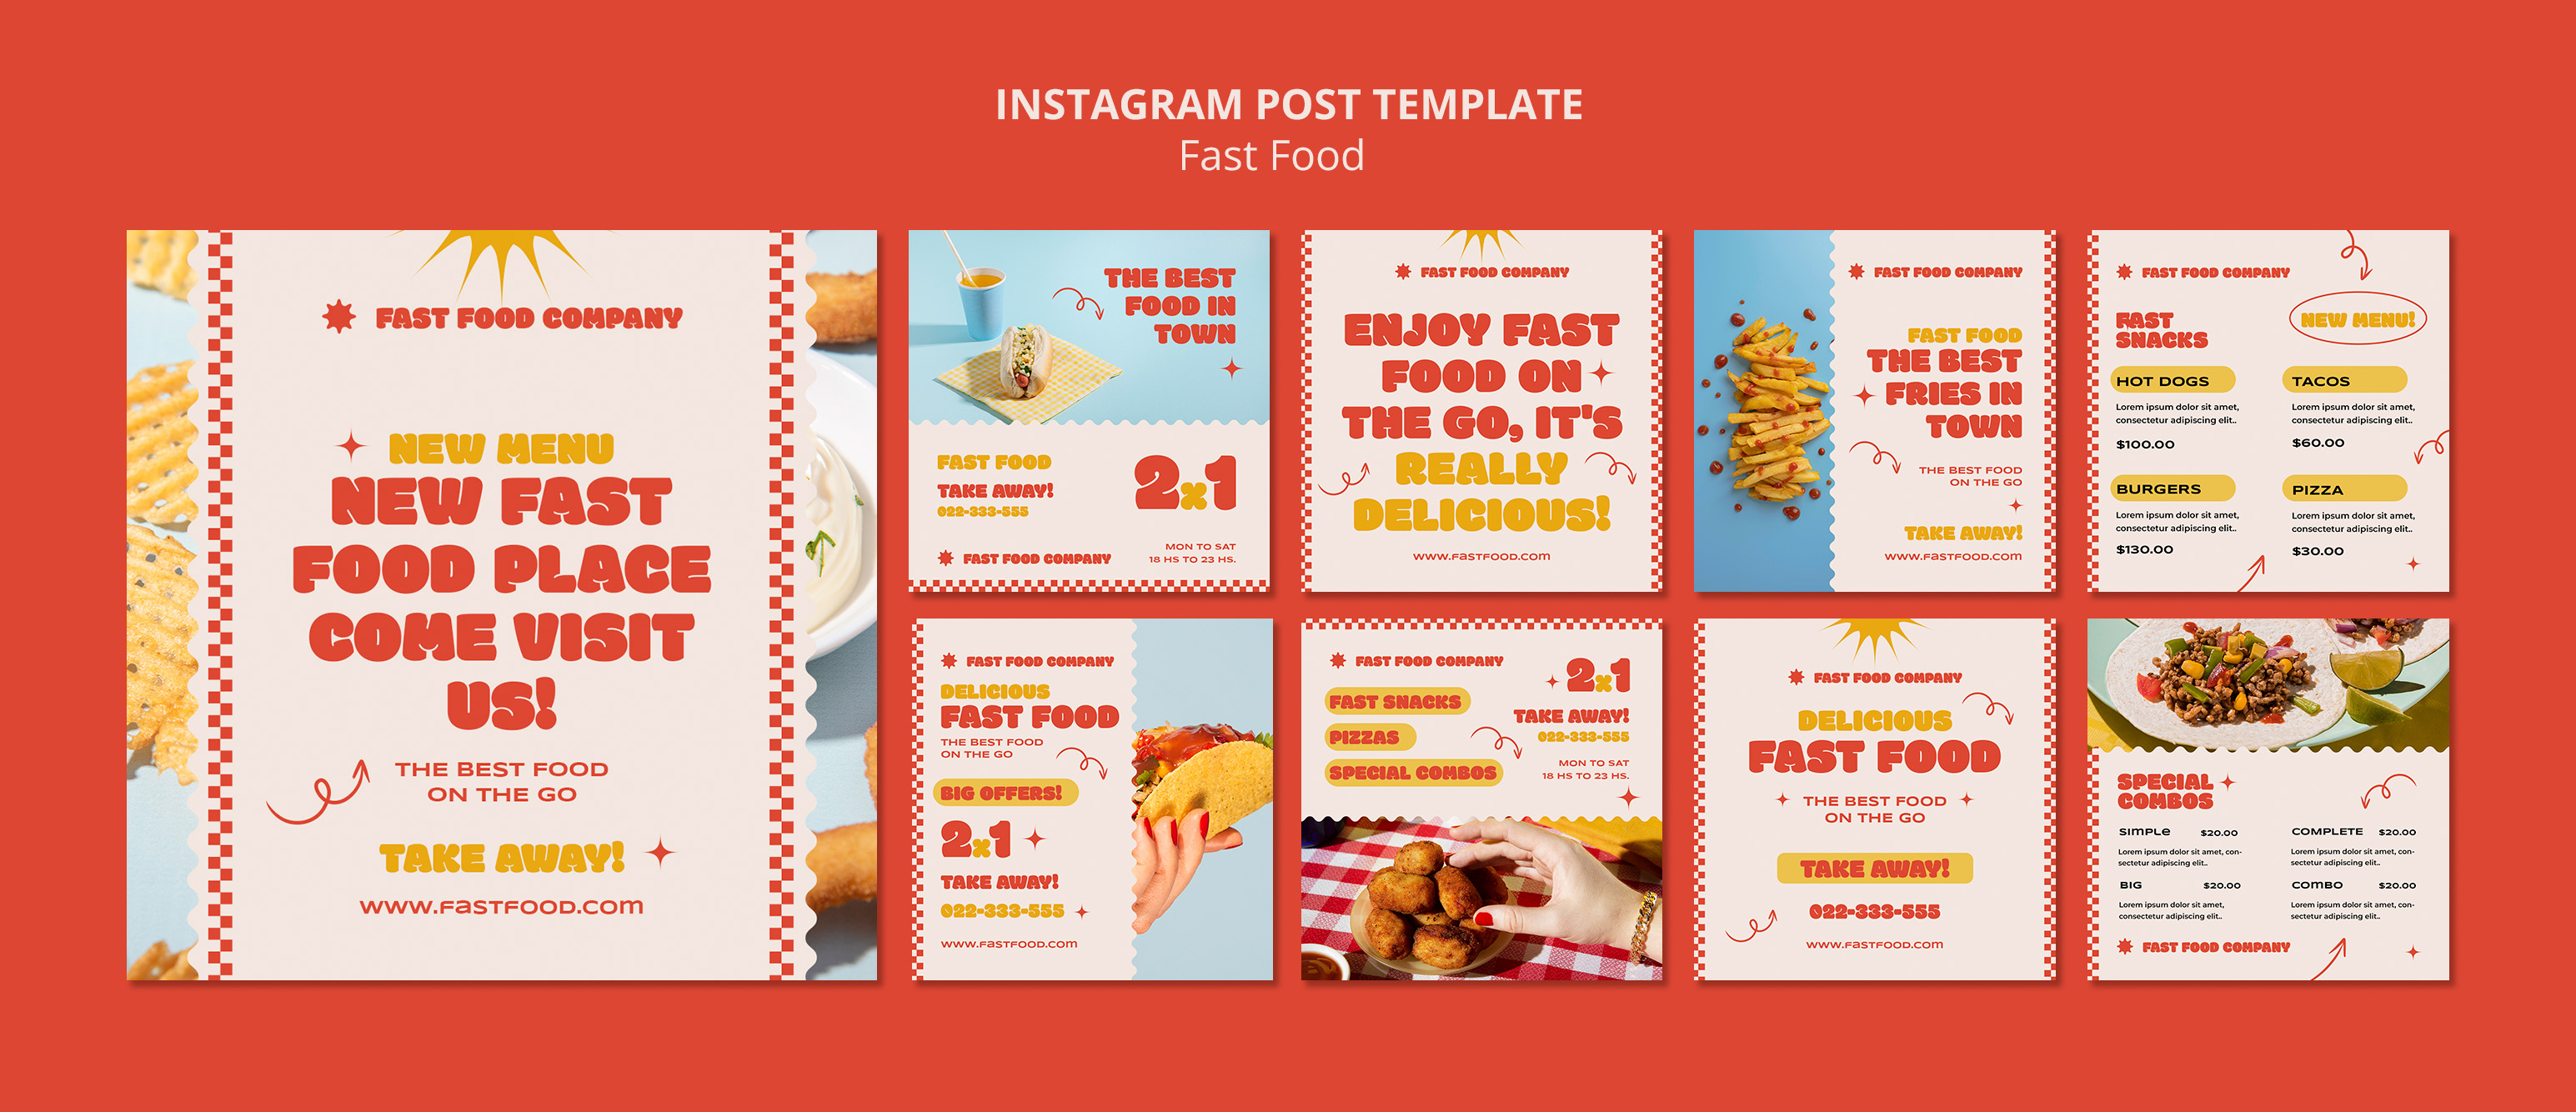 INSTAGRAM POST TEMPLATE
Fast Food
FAST FOOD COMPANY
NEW MENU
NEW FAST
FOOD PLACE
COME VISIT
US!
THE BEST FOOD
ON THE GO
TAKE AWAY!
www.fastfood.com
THE BEST
FOOD IN
TOWN
FAST FOOD
TAKE AWAY!
022-333-555
2x1
FAST FOOD COMPANY
MON TO SAT
18 HS TO 23 HS.
FAST FOOD COMPANY
ENJOY FAST
FOOD ON
THE GO, IT'S
REALLY
DELICIOUS!
www.fastfood.com
FAST FOOD COMPANY
FAST FOOD
THE BEST
FRIES IN
TOWN
THE BEST FOOD
ON THE GO
TAKE AWAY!
www.fastfood.com
FAST FOOD COMPANY
NEW MENU!
FAST
SNACKS
HOT DOGS
Lorem ipsum dolor sit amet,
consectetur adipiscing elit..
$100.00
TACOS
Lorem ipsum dolor sit amet,
consectetur adipiscing elit..
$60.00
BURGERS
Lorem ipsum dolor sit amet,
consectetur adipiscing elit..
$130.00
PIZZA
Lorem ipsum dolor sit amet,
consectetur adipiscing elit..
$30.00
FAST FOOD COMPANY
DELICIOUS
FAST FOOD
THE BEST FOOD
ON THE GO
BIG OFFERS!
2x1
TAKE AWAY!
022-333-555
www.fastfood.com
FAST FOOD COMPANY
FAST SNACKS
PIZZAS
SPECIAL COMBOS
2x1
TAKE AWAY!
022-333-555
MON TO SAT
18 HS TO 23 HS.
FAST FOOD COMPANY
DELICIOUS
FAST FOOD
THE BEST FOOD
ON THE GO
TAKE AWAY!
022-333-555
www.fastfood.com
SPECIAL
COMBOS
SIMPLE $20.00
Lorem ipsum dolor sit amet, con-
sectetur adipiscing elit..
COMPLETE $20.00
Lorem ipsum dolor sit amet, con-
sectetur adipiscing elit..
BIG $20.00
Lorem ipsum dolor sit amet,
consectetur adipiscing elit..
COMBO $20.00
Lorem ipsum dolor sit amet, con-
sectetur adipiscing elit..
FAST FOOD COMPANY